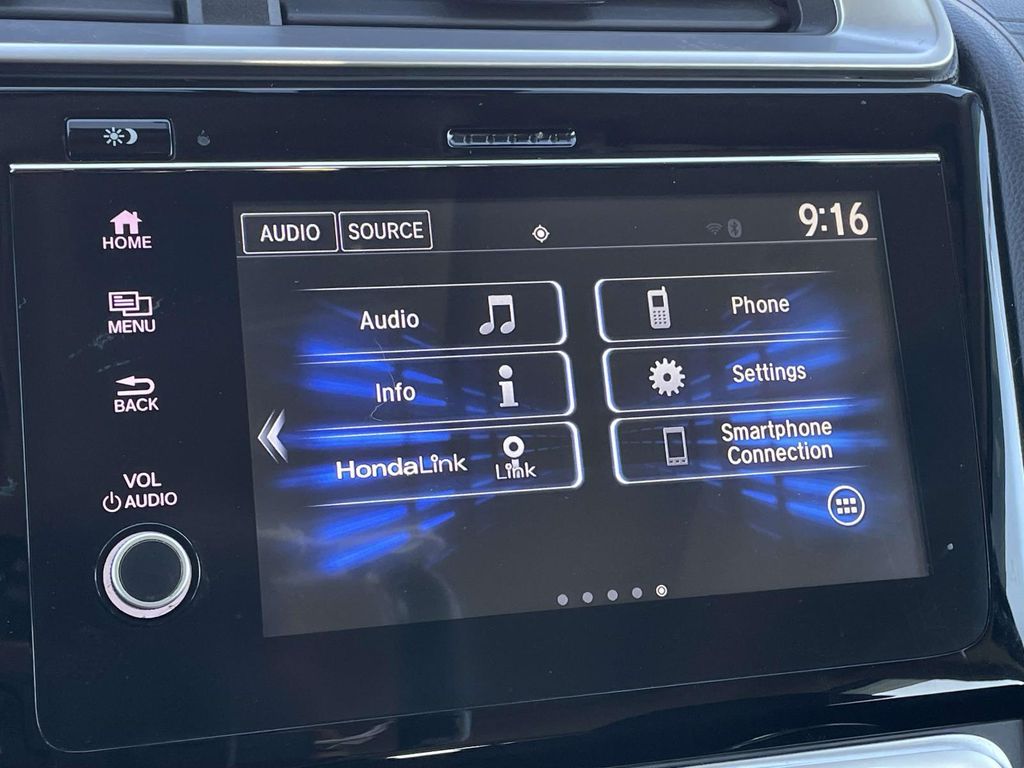 AUDIO
SOURCE
9:16
HOME
MENU
BACK
VOL
AUDIO
Audio
Phone
Info
Settings
HondaLink
Link
Smartphone
Connection